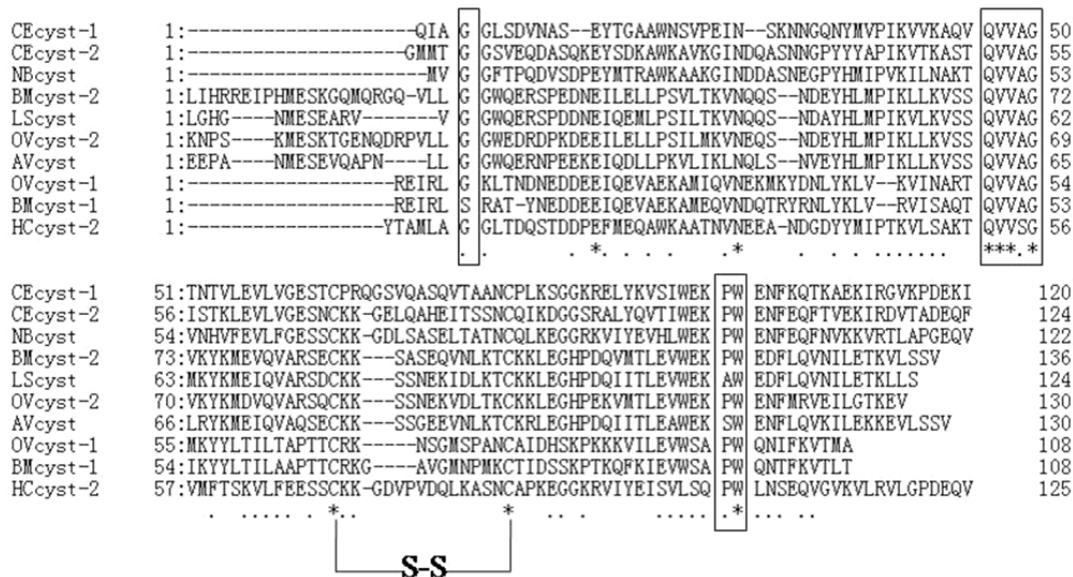 CEcyst-1 1:----------------------QIA G GLSDVNAS--EYTGAAWNSVPEIN-SKNNGQNYMVPIKVVKAQV QVVAG 50
CEcyst-2 1:---------------------GMMT G GSVEQDASQKEYSDKAWKAVKGINDQASNNGPYYYAPIKVTKAST QVVAG 55
NBcyst 1:-----------------------MV G GFTPQDVSDPEYMTRAWKAAKGINDDASNEGPYHMIPVKILNAKT QVVAG 53
BMcyst-2 1:LIHRREIPHMESKGQMQRGQ-VLL G GWQERSPEDNEILELLPSVLTKVNQQS--NDEYHLMPIKLLKVSS QVVAG 72
LScyst 1:LGHG----NMESEARV------V G GWQERSPDDNEIQEMLPSILTKVNQQS--NDAYHLMPIKLLKVSS QVVAG 62
OVcyst-2 1:KNPS----KMESKTGENQDRPVLL G GWEDRDPKDEEILELLPSILMKVNEQS--NDEYHLMPIKLLKVSS QVVAG 69
AVcyst 1:EEPA----NMESEVQAPN----LL G GWQERNPEEKEIQDLLPKVLIKLNQLS--NVEYHLMPIKLLKVSS QVVAG 65
OVcyst-1 1:--------------------REIRL G KLTNDNEDDEEIQEVAEKAMIQVNEKMKYDNLYKLV--KVINART QVVAG 54
BMcyst-1 1:--------------------REIRL S RAT-YNEDDEEIQEVAEKAMEQVNDQTRYRNLYKLV--RVISAQT QVVAG 53
HCcyst-2 1:-------------------YTAMLA G GLTDQSTDDPEFMEQAWKAATNVNEEA-NDGDYYMIPTKVLSAKT QVVSG 56
. . . * . . . . * . . . ...... ***.*
CEcyst-1 51:TNTVLEVLVGESTCPRQGSVQASQVTAANCPLKSGGKRELYKVSIWEK PW ENFKQTKAEKIRGVKPDEKI 120
CEcyst-2 56:ISTKLEVLVGESNCKK-GELQAHEITSSNCQIKDGGSRALYQVTIWEK PW ENFEQFTVEKIRDVTADEQF 124
NBcyst 54:VNHVFEVLFGESSCKK-GDLSASELTATNCQLKEGGRKVIYEVHLWEK PW ENFEQFNVKKVRTLAPGEQV 122
BMcyst-2 73:VKYKMEVQVARSECKK---SASEQVNLKTCKKLEGHPDQVMTLEVWEK PW EDFLQVNILETKVLSSV 136
LScyst 63:MKYKMEIQVARSDCKK---SSNEKIDLKTCKKLEGHPDQIITLEVWEK AW EDFLQVNILETKLLS 124
OVcyst-2 70:VKYKMDVQVARSQCKK---SSNEKVDLTKCKKLEGHPEKVMTLEVWEK PW ENFMRVEILGTKEV 130
AVcyst 66:LRYKMEIQVAQSECKK---SSGEEVNLKTCKRLEGHPDQIITLEAWEK SW ENFLQVKILEKKEVLSSV 130
OVcyst-1 55:MKYYLTILTAPTTCRK-----NSGMSPANCAIDHSKPKKKVILEVWSA PW QNIFKVTMA 108
BMcyst-1 54:IKYYLTILAAPTTCRKG----AVGMNPMKCTIDSSKPTKQFKIEVWSA PW QNTFKVTLT 108
HCcyst-2 57:VMFTSKVLFEESSCKK-GDVPVDQLKASNCAPKEGGKRVIYEISVLSQ PW LNSEQVGVKVLRVLGPDEQV 125
. ..... . *.. * ... . ..... .* .... .
S-S